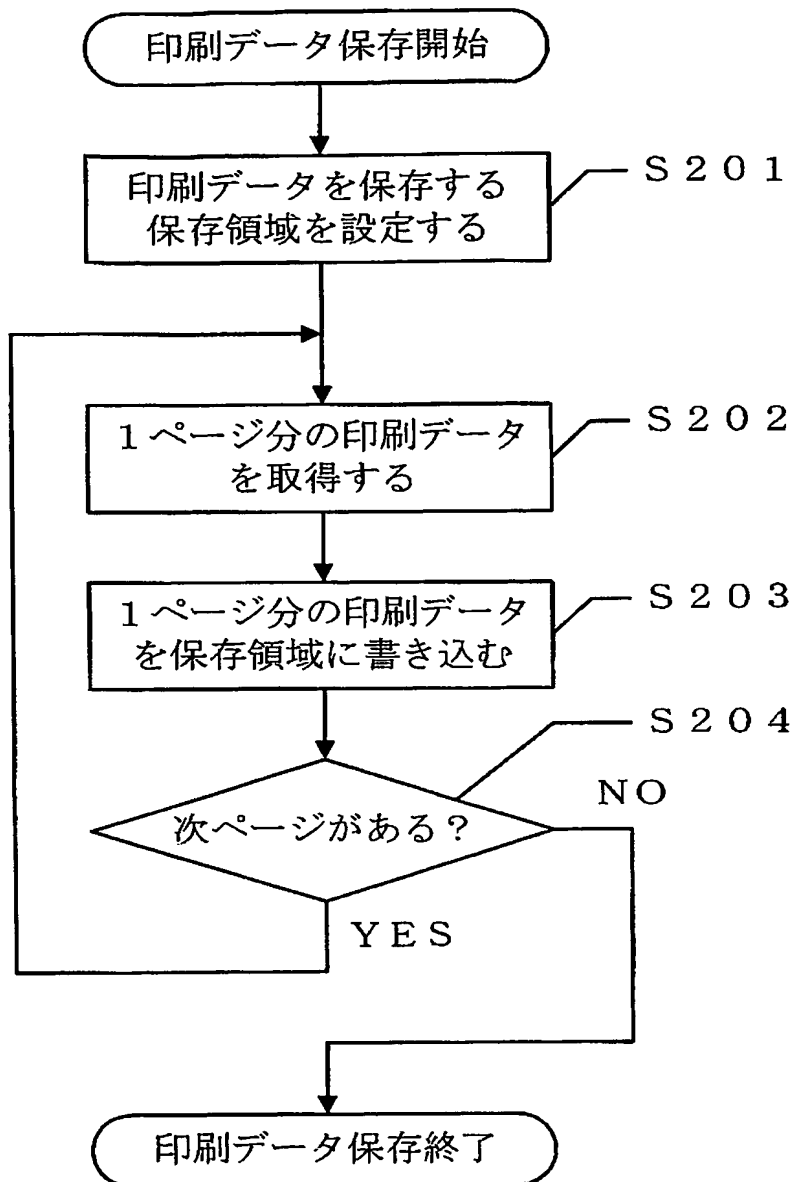 印刷データ保存開始
印刷データを保存する
保存領域を設定する
Ｓ２０１
１ページ分の印刷データ
を取得する
Ｓ２０２
１ページ分の印刷データ
を保存領域に書き込む
Ｓ２０３
Ｓ２０４
次ページがある？
ＮＯ
ＹＥＳ
印刷データ保存終了